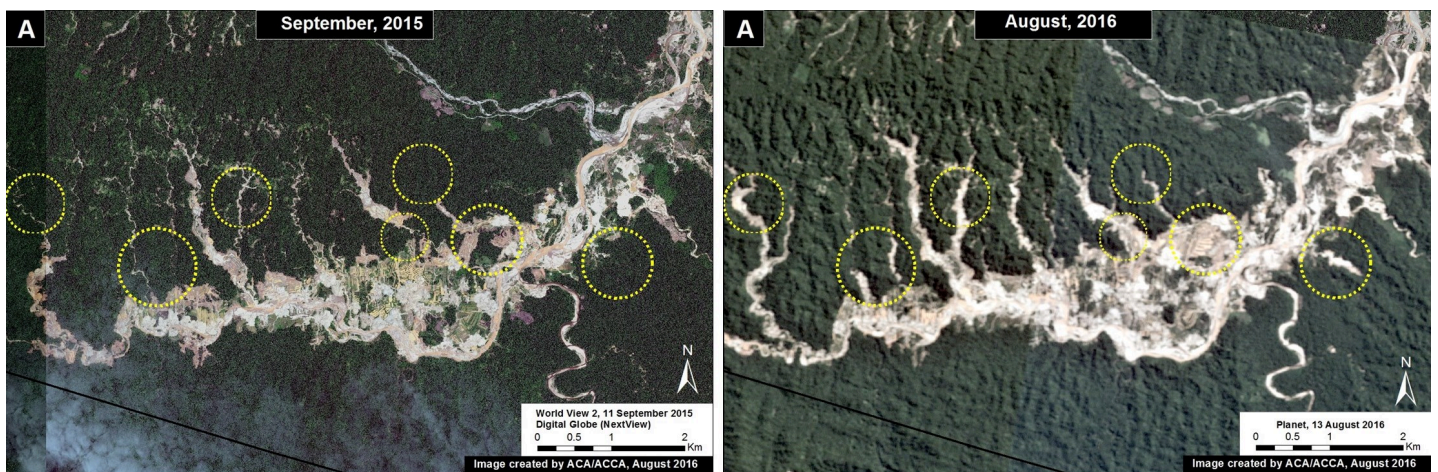 A
September, 2015
N
World View 2, 11 September 2015
Digital Globe (NextView)
0 0.5 1 2
Km
Image created by ACA/ACCA, August 2016
A
August, 2016
N
Planet, 13 August 2016
0 0.5 1 2
Km
Image created by ACA/ACCA, August 2016